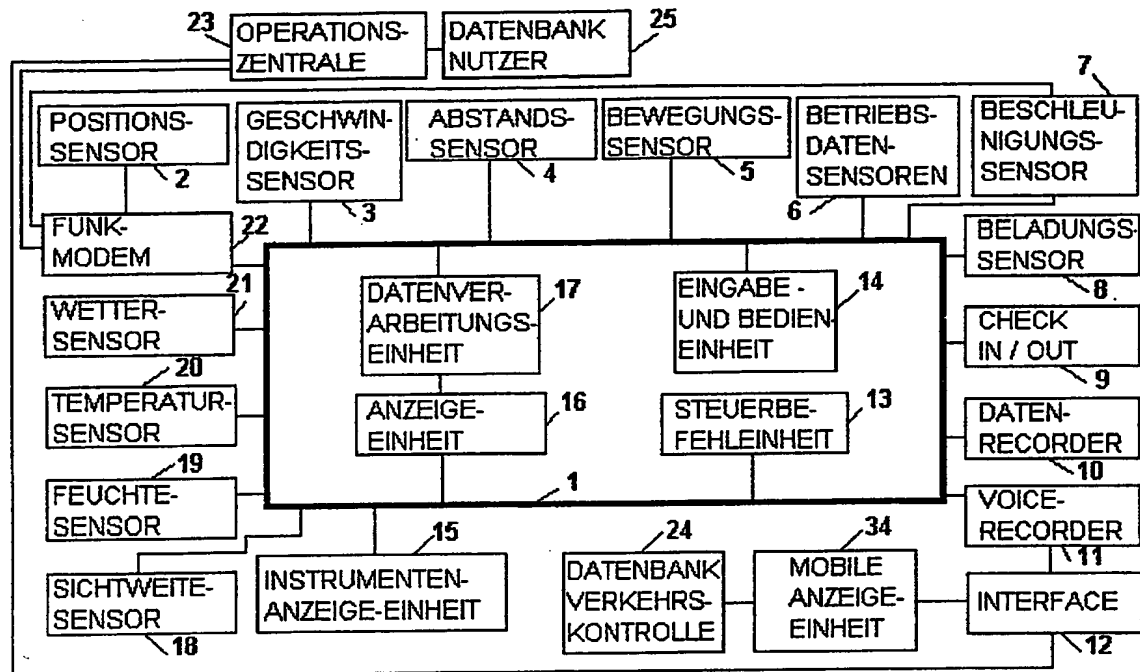 23
OPERATIONS-
ZENTRALE
DATENBANK
NUTZER
25
7
POSITIONS-
SENSOR
2
GESCHWIN-
DIGKEITS-
SENSOR
3
ABSTANDS-
SENSOR
4
BEWEGUNGS-
SENSOR
5
BETRIEBS-
DATEN-
SENSOREN
6
BESCHLEU-
NIGUNGS-
SENSOR
FUNK-
MODEM
22
BELADUNGS-
SENSOR
8
21
WETTER-
SENSOR
DATENVER-
ARBEITUNGS-
EINHEIT
17
EINGABE -
UND BEDIEN-
EINHEIT
14
CHECK
IN / OUT
9
20
TEMPERATUR-
SENSOR
ANZEIGE-
EINHEIT
16
STEUERBE-
FEHLEINHEIT
13
DATEN-
RECORDER
10
19
FEUCHTE-
SENSOR
1
VOICE-
RECORDER
11
SICHTWEITE-
SENSOR
18
15
INSTRUMENTEN-
ANZEIGE-EINHEIT
24
DATENBANK
VERKEHRS-
KONTROLLE
34
MOBILE
ANZEIGE-
EINHEIT
INTERFACE
12